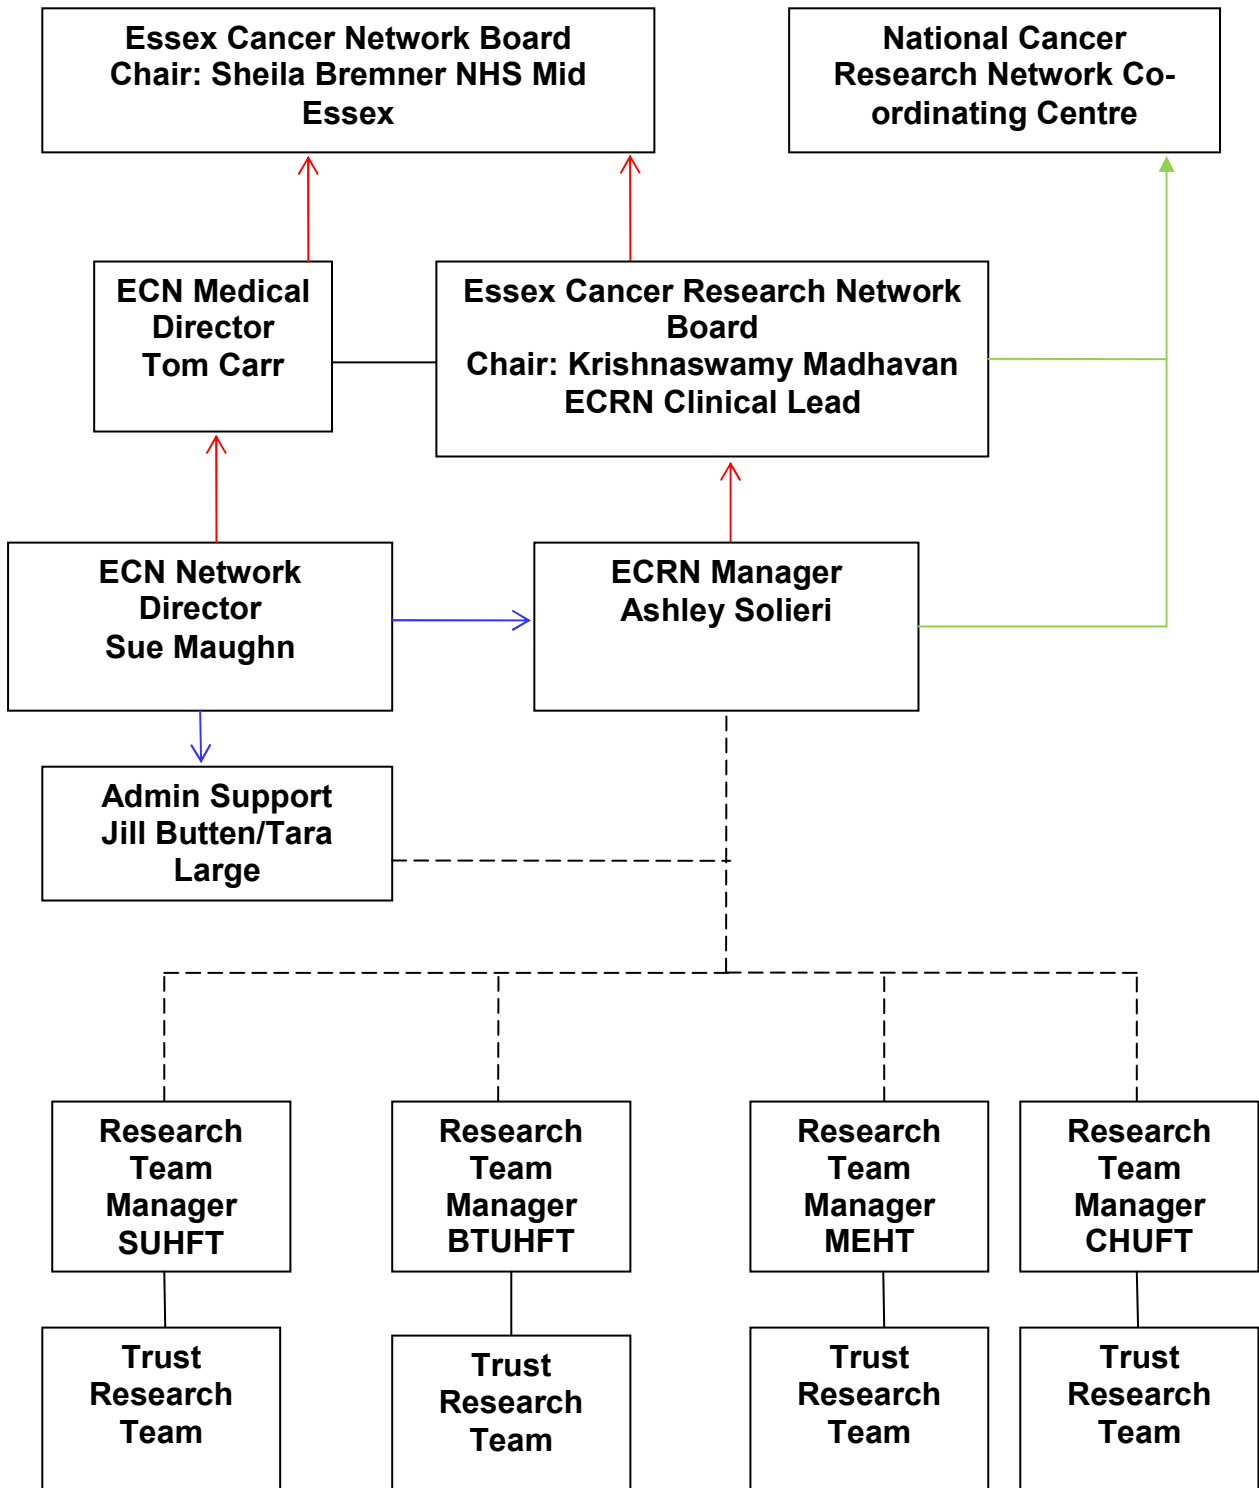 Essex Cancer Network Board
Chair: Sheila Bremner NHS Mid
Essex
National Cancer
Research Network Co-
ordinating Centre
ECN Medical
Director
Tom Carr
Essex Cancer Research Network
Board
Chair: Krishnaswamy Madhavan
ECRN Clinical Lead
ECN Network
Director
Sue Maughn
ECRN Manager
Ashley Solieri
Admin Support
Jill Butten/Tara
Large
Research
Team
Manager
SUHFT
Research
Team
Manager
BTUHFT
Research
Team
Manager
MEHT
Research
Team
Manager
CHUFT
Trust
Research
Team
Trust
Research
Team
Trust
Research
Team
Trust
Research
Team